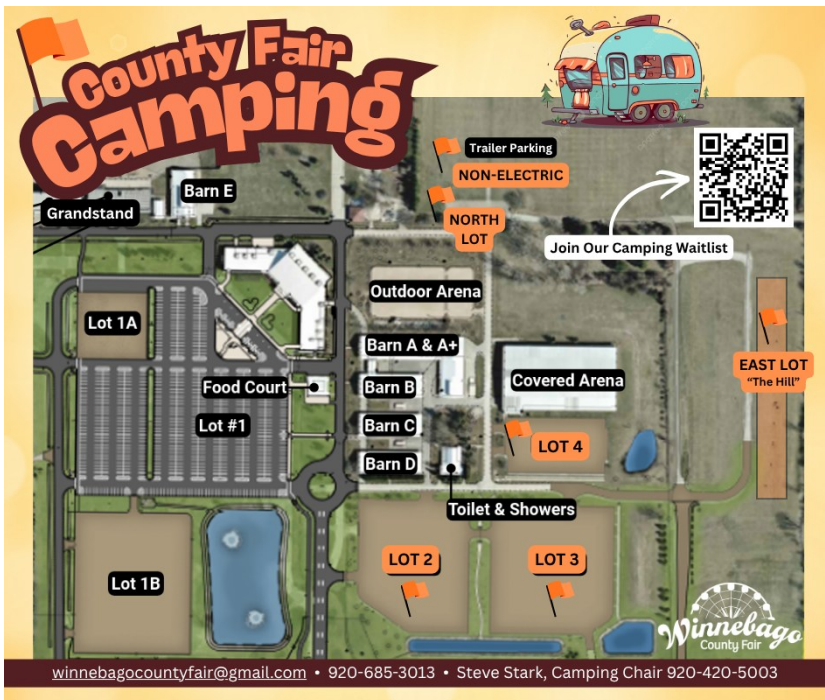 County Fair
Camping
Trailer Parking
NON-ELECTRIC
Barn E
Grandstand
NORTH
LOT
Join Our Camping Waitlist
Outdoor Arena
Lot 1A
Barn A & A+
EAST LOT
"The Hill"
Food Court
Barn B
Covered Arena
Lot #1
Barn C
LOT 4
Barn D
Toilet & Showers
Lot 1B
LOT 2
LOT 3
Winnebago
County Fair
winnebagocountyfair@gmail.com • 920-685-3013 • Steve Stark, Camping Chair 920-420-5003